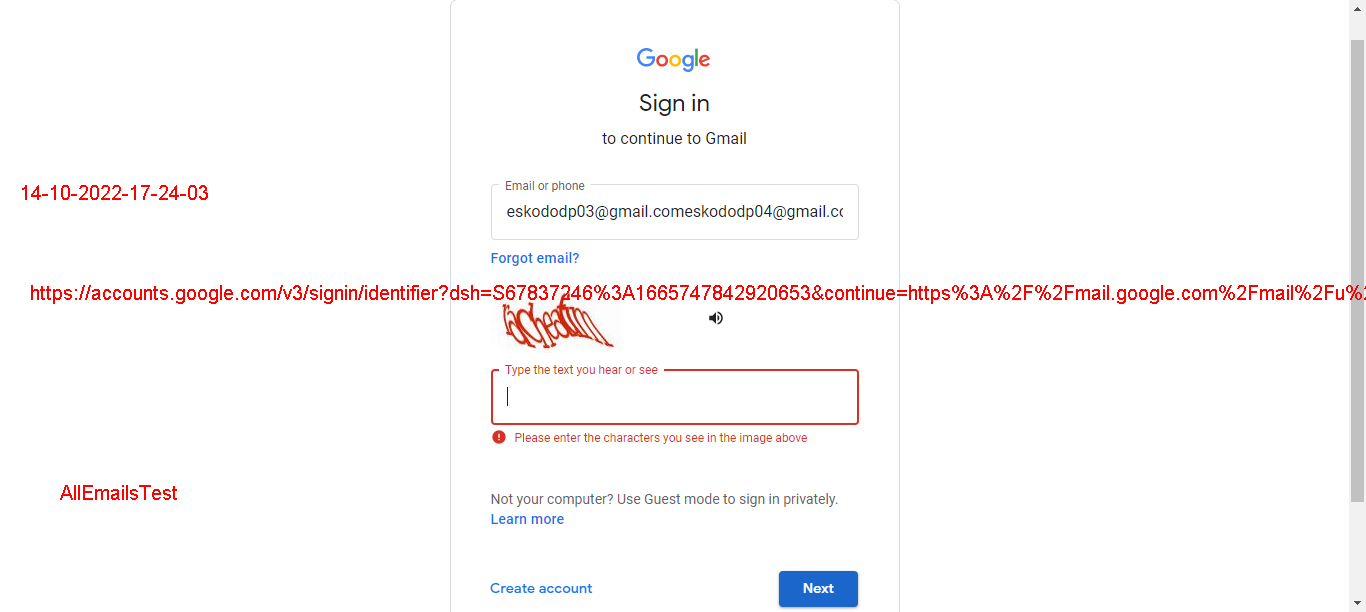 Google
Sign in
to continue to Gmail
14-10-2022-17-24-03
Email or phone
eskododp03@gmail.comeskododp04@gmail.co
Forgot email?
https://accounts.google.com/v3/signin/identifier?dsh=S67837246%3A1665747842920653&continue=https%3A%2F%2Fmail.google.com%2Fmail%2Fu%2
Type the text you hear or see
Please enter the characters you see in the image above
AllEmailsTest
Not your computer? Use Guest mode to sign in privately.
Learn more
Create account
Next